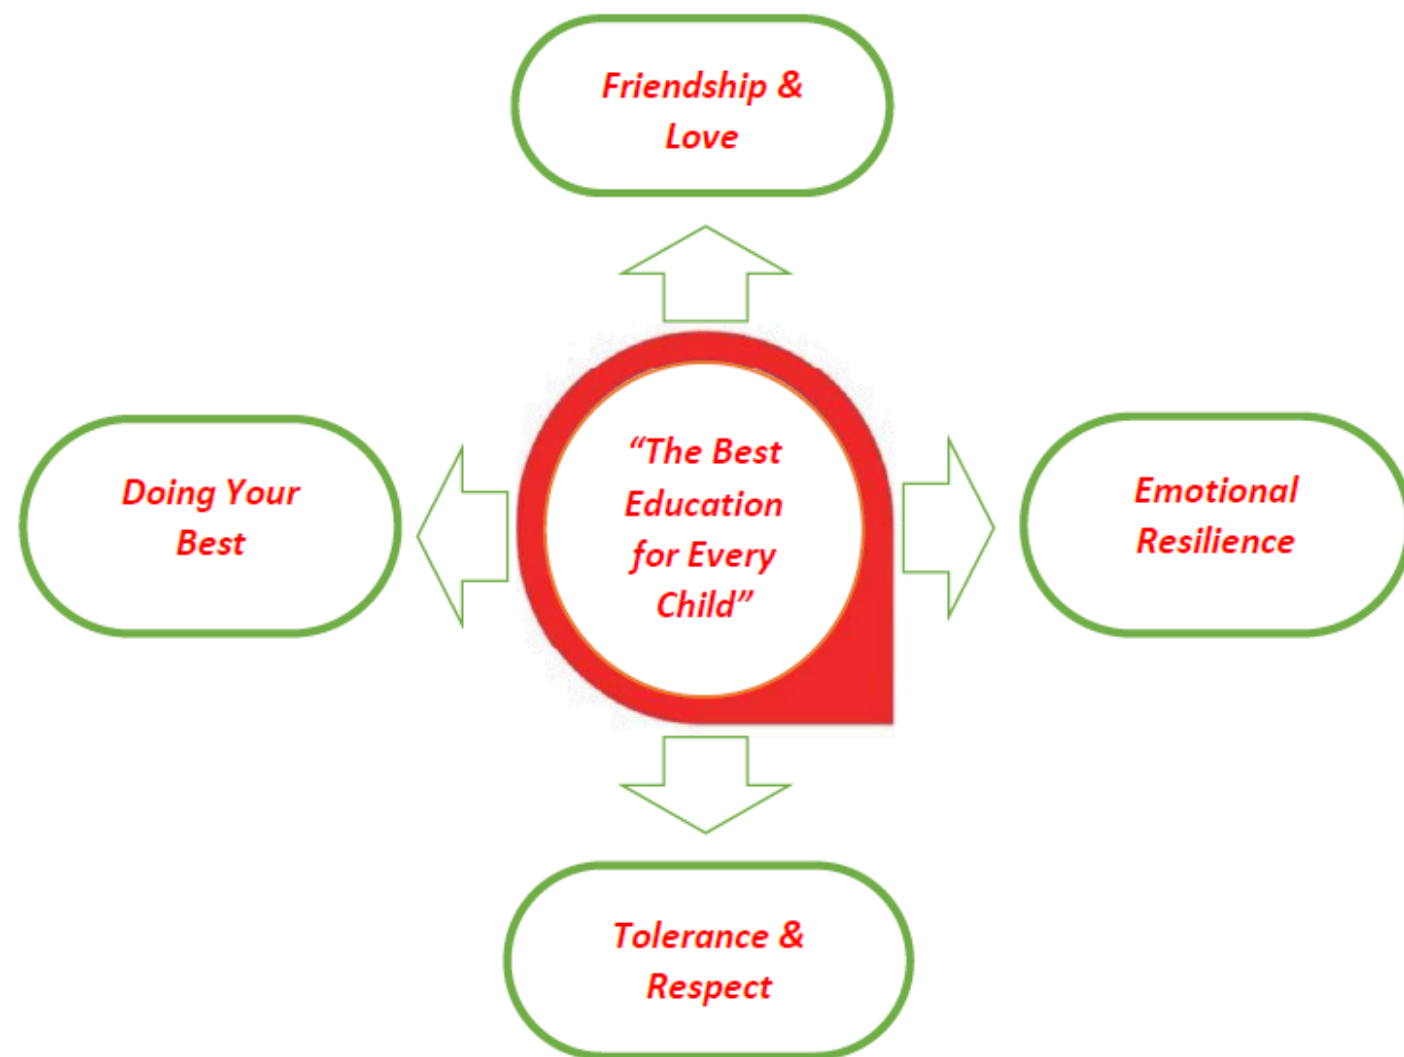 Friendship &
Love
“The Best
Education
for Every
Child”
Doing Your
Best
Emotional
Resilience
Tolerance &
Respect